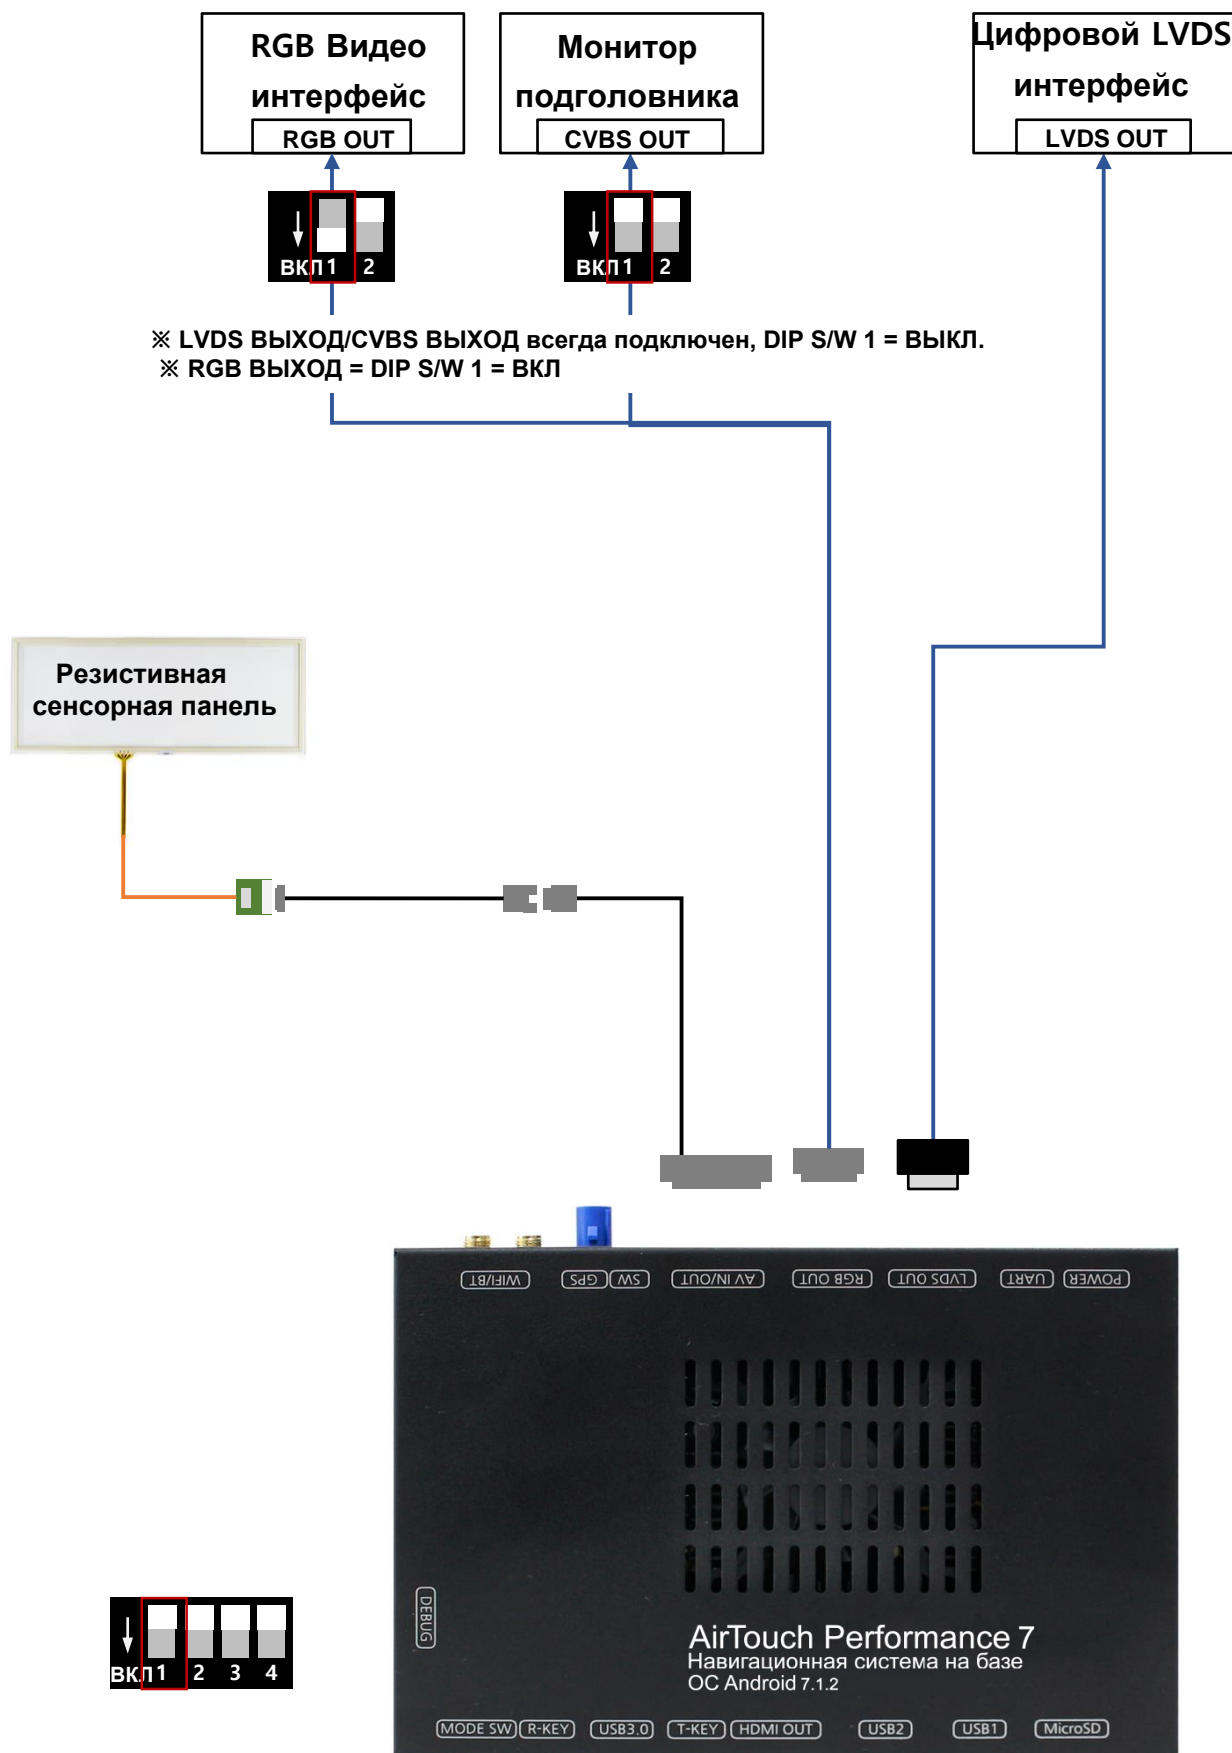 RGB Видео
интерфейс
RGB OUT
Монитор
подголовника
CVBS OUT
Цифровой LVDS
интерфейс
LVDS OUT
ВКЛ 1 2
ВКЛ 1 2
※ LVDS ВЫХОД/CVBS ВЫХОД всегда подключен, DIP S/W 1 = ВЫКЛ.
※ RGB ВЫХОД = DIP S/W 1 = ВКЛ
Резистивная
сенсорная панель
WIFI/BT GPS SW AV IN/OUT RGB OUT LVDS OUT UART POWER
DEBUG
AirTouch Performance 7
Навигационная система на базе
ОС Android 7.1.2
ВКЛ 1 2 3 4
MODE SW R-KEY USB3.0 T-KEY HDMI OUT USB2 USB1 MicroSD